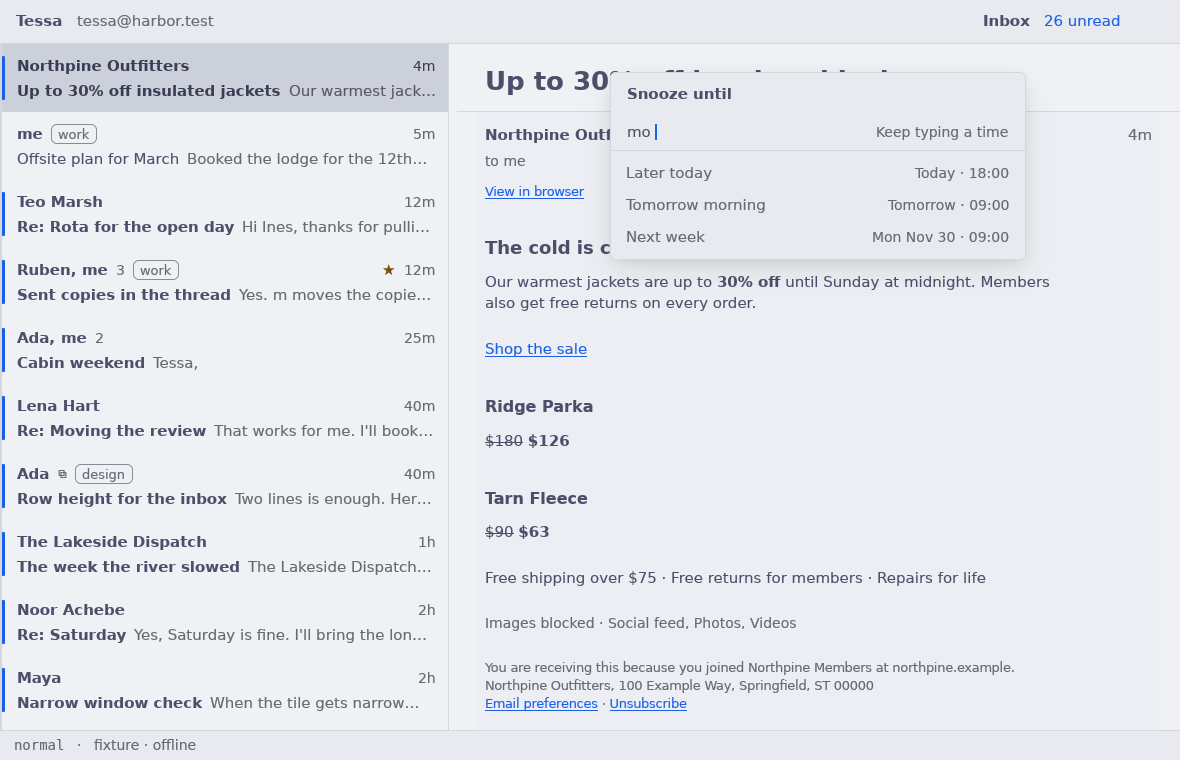 Tessa tessa@harbor.test
Inbox 26 unread
Northpine Outfitters 4m
Up to 30% off insulated jackets Our warmest jack…
me work 5m
Offsite plan for March Booked the lodge for the 12th…
Teo Marsh 12m
Re: Rota for the open day Hi Ines, thanks for pulli…
Ruben, me 3 work ★ 12m
Sent copies in the thread Yes. m moves the copie…
Ada, me 2 25m
Cabin weekend Tessa,
Lena Hart 40m
Re: Moving the review That works for me. I'll book…
Ada design 40m
Row height for the inbox Two lines is enough. Her…
The Lakeside Dispatch 1h
The week the river slowed The Lakeside Dispatch…
Noor Achebe 2h
Re: Saturday Yes, Saturday is fine. I'll bring the lon…
Maya 2h
Narrow window check When the tile gets narrow…
Up to 30
Snooze until
mo Keep typing a time
Later today Today · 18:00
Tomorrow morning Tomorrow · 09:00
Next week Mon Nov 30 · 09:00
Northpine Outf 4m
to me
View in browser
The cold is c
Our warmest jackets are up to 30% off until Sunday at midnight. Members
also get free returns on every order.
Shop the sale
Ridge Parka
$180 $126
Tarn Fleece
$90 $63
Free shipping over $75 · Free returns for members · Repairs for life
Images blocked · Social feed, Photos, Videos
You are receiving this because you joined Northpine Members at northpine.example.
Northpine Outfitters, 100 Example Way, Springfield, ST 00000
Email preferences · Unsubscribe
normal · fixture · offline